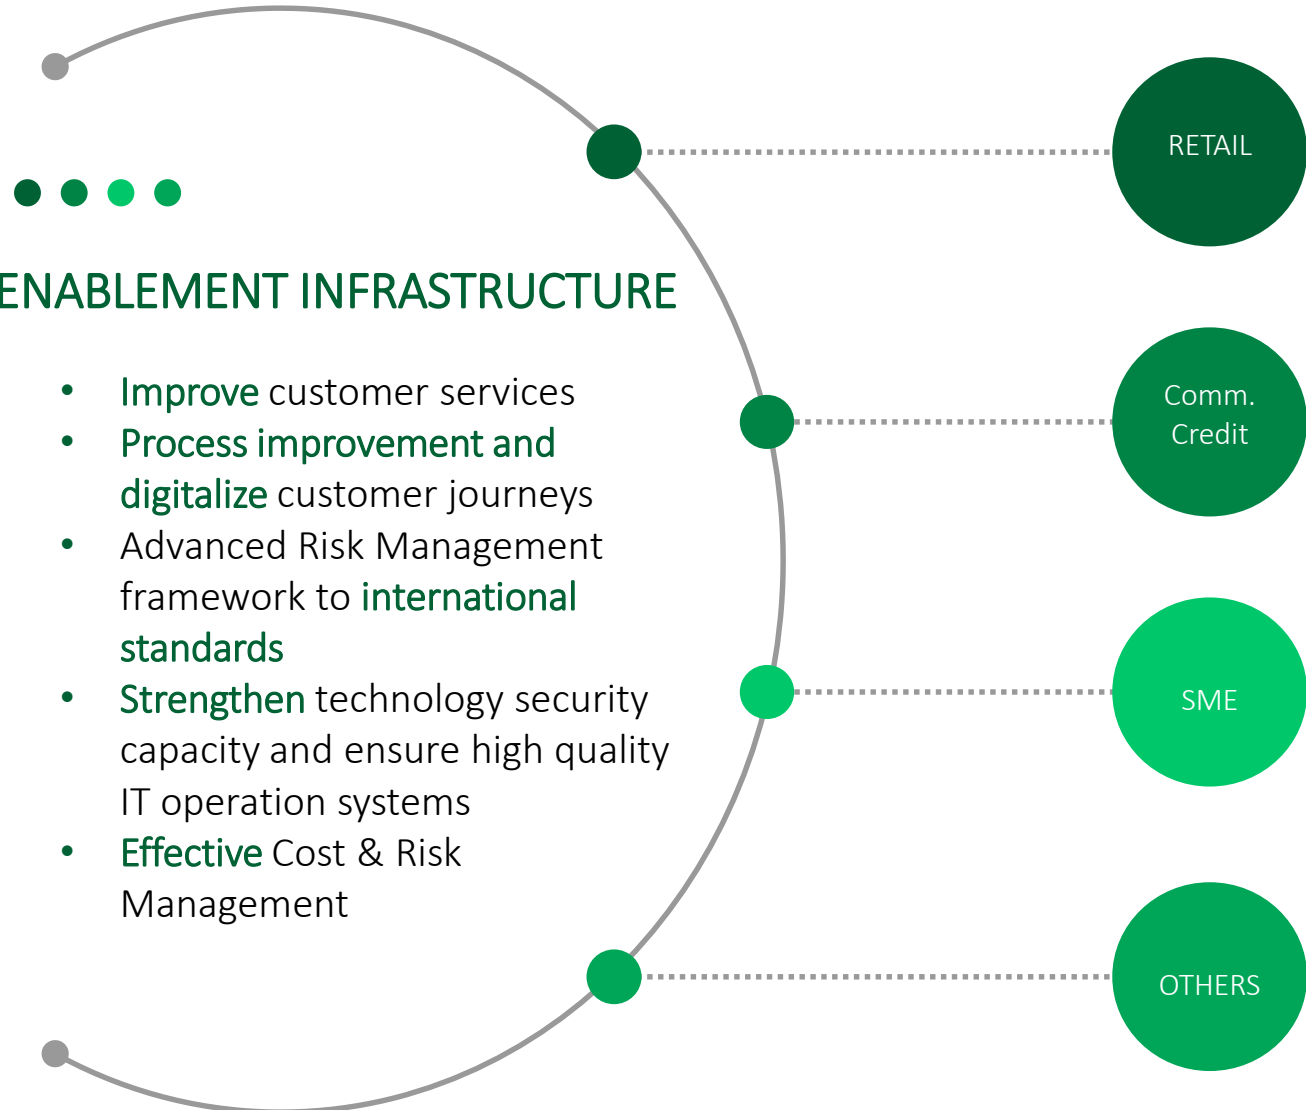 ENABLEMENT INFRASTRUCTURE
• Improve customer services
• Process improvement and
digitalize customer journeys
• Advanced Risk Management
framework to international
standards
• Strengthen technology security
capacity and ensure high quality
IT operation systems
• Effective Cost & Risk
Management
RETAIL
Comm.
Credit
SME
OTHERS